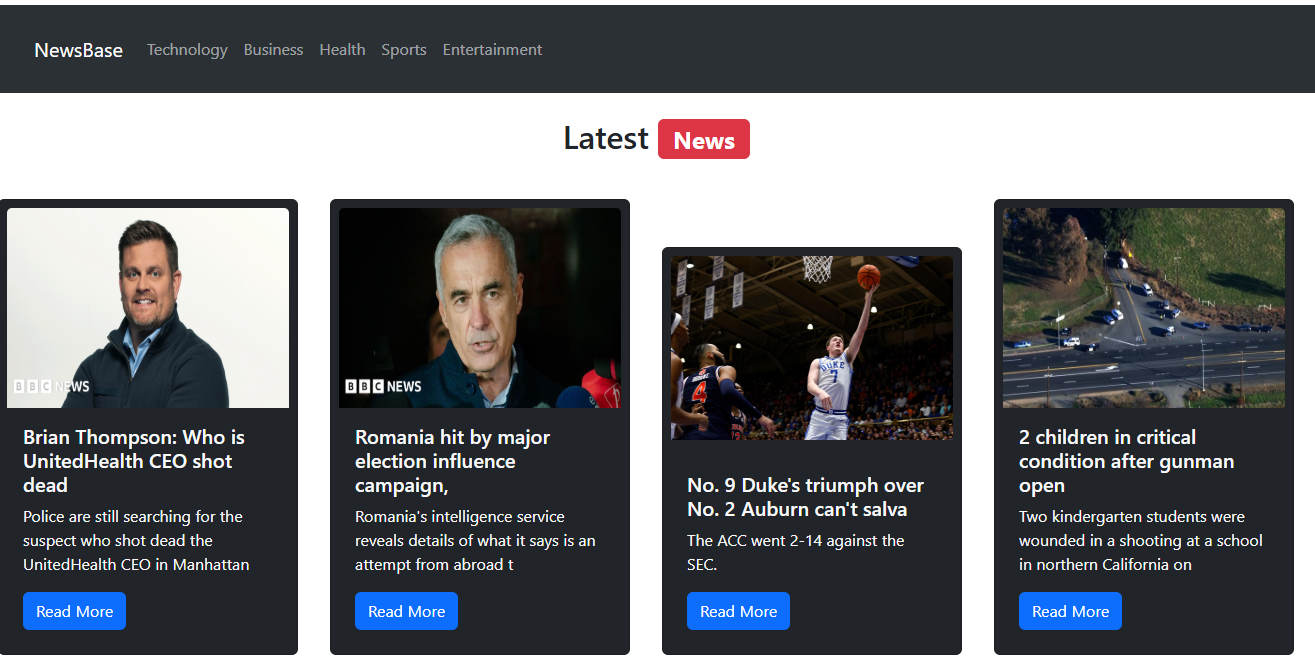 NewsBase Technology Business Health Sports Entertainment
Latest News
BBC NEWS
Brian Thompson: Who is
UnitedHealth CEO shot
dead
Police are still searching for the
suspect who shot dead the
UnitedHealth CEO in Manhattan
Read More
BBC NEWS
Romania hit by major
election influence
campaign,
Romania's intelligence service
reveals details of what it says is an
attempt from abroad t
Read More
DUKE
7
4
No. 9 Duke's triumph over
No. 2 Auburn can't salva
The ACC went 2-14 against the
SEC.
Read More
2 children in critical
condition after gunman
open
Two kindergarten students were
wounded in a shooting at a school
in northern California on
Read More